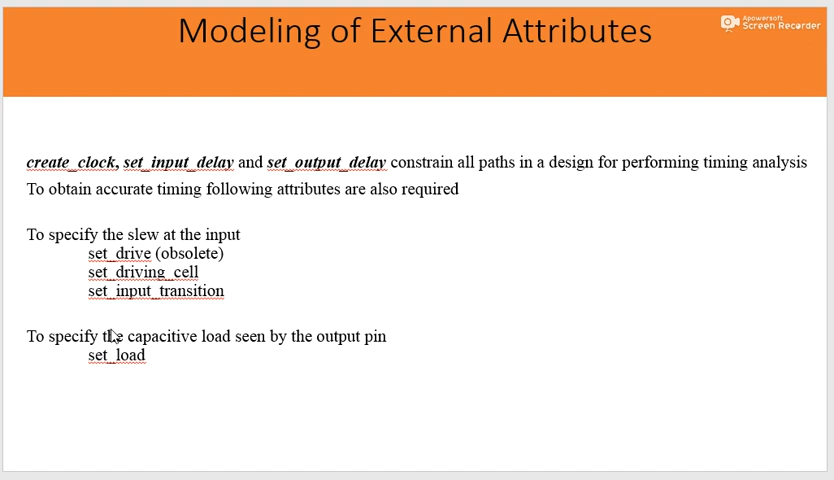 Modeling of External Attributes
Apowersoft
Screen Recorder
create_clock, set_input_delay and set_output_delay constrain all paths in a design for performing timing analysis
To obtain accurate timing following attributes are also required
To specify the slew at the input
set_drive (obsolete)
set_driving_cell
set_input_transition
To specify the capacitive load seen by the output pin
set_load